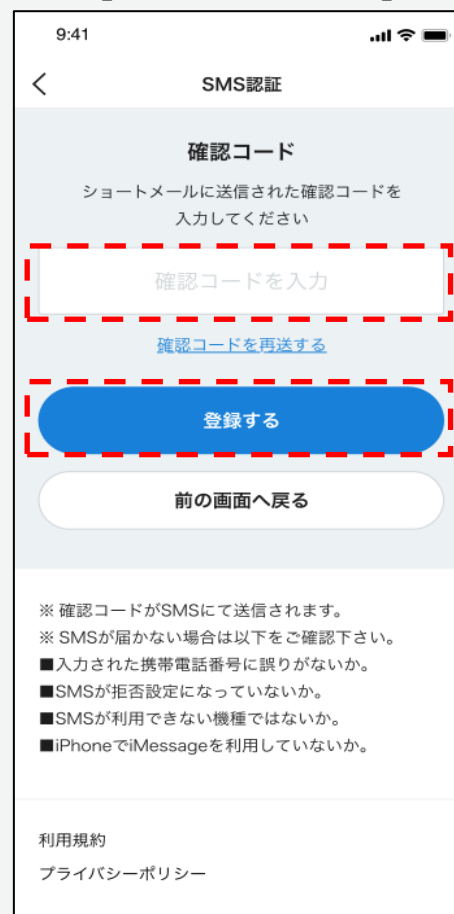 9:41
SMS認証
確認コード
ショートメールに送信された確認コードを
入力してください
確認コードを入力
確認コードを再送する
登録する
前の画面へ戻る
※ 確認コードがSMSにて送信されます。
※ SMSが届かない場合は以下をご確認下さい。
■入力された携帯電話番号に誤りがないか。
■SMSが拒否設定になっていないか。
■SMSが利用できない機種ではないか。
■iPhoneでiMessageを利用していないか。
利用規約
プライバシーポリシー